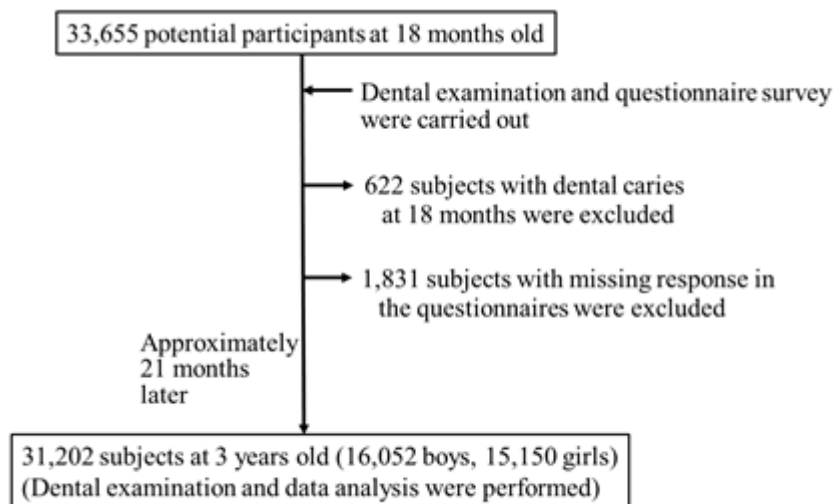 33,655 potential participants at 18 months old
Dental examination and questionnaire survey
were carried out
622 subjects with dental caries
at 18 months were excluded
1,831 subjects with missing response in
the questionnaires were excluded
Approximately
21 months
later
31,202 subjects at 3 years old (16,052 boys, 15,150 girls)
(Dental examination and data analysis were performed)